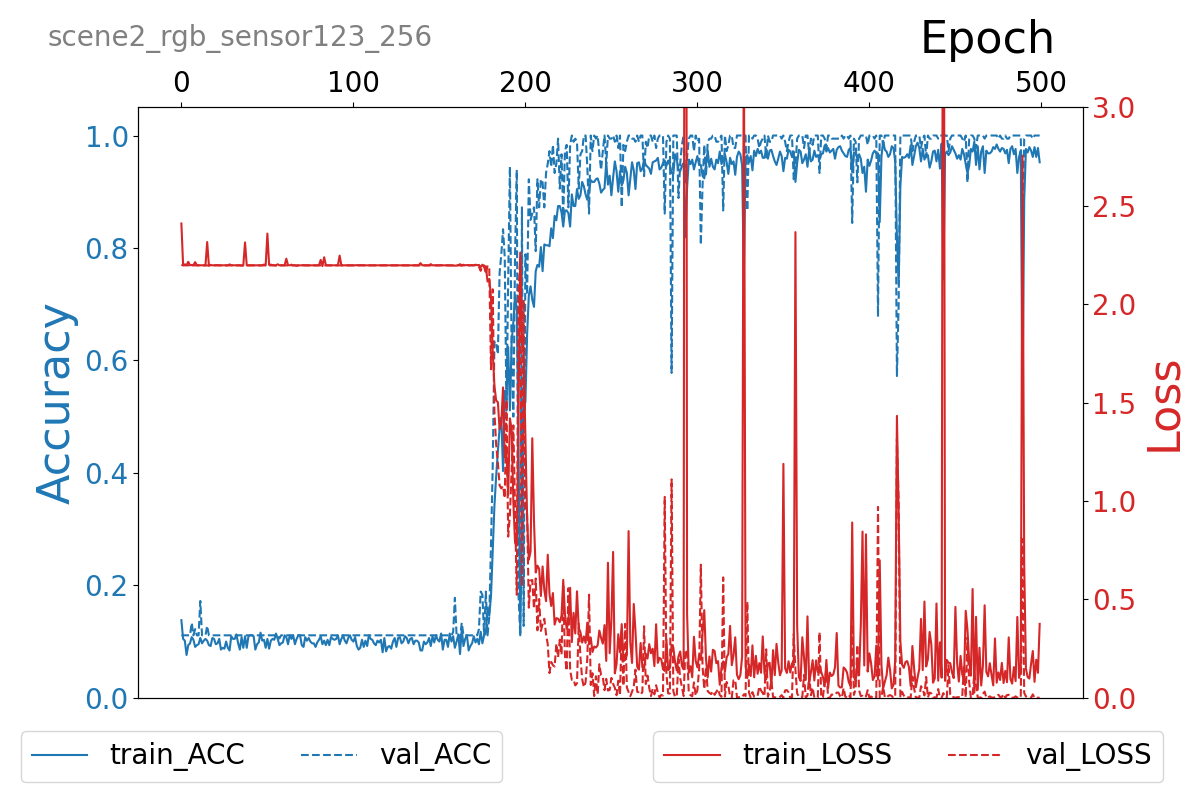 scene2_rgb_sensor123_256
Epoch
0 100 200 300 400 500
1.0
0.8
0.6
0.4
0.2
0.0
Accuracy
3.0
2.5
2.0
1.5
1.0
0.5
0.0
Loss
train_ACC val_ACC
train_LOSS val_LOSS